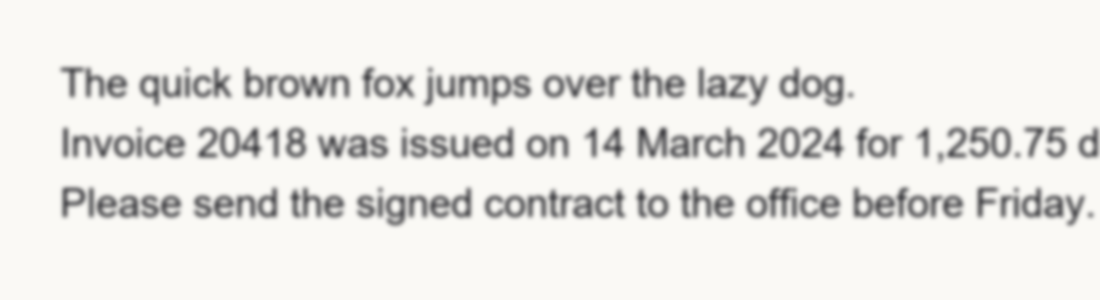 The quick brown fox jumps over the lazy dog.
Invoice 20418 was issued on 14 March 2024 for 1,250.75
Please send the signed contract to the office before Friday.